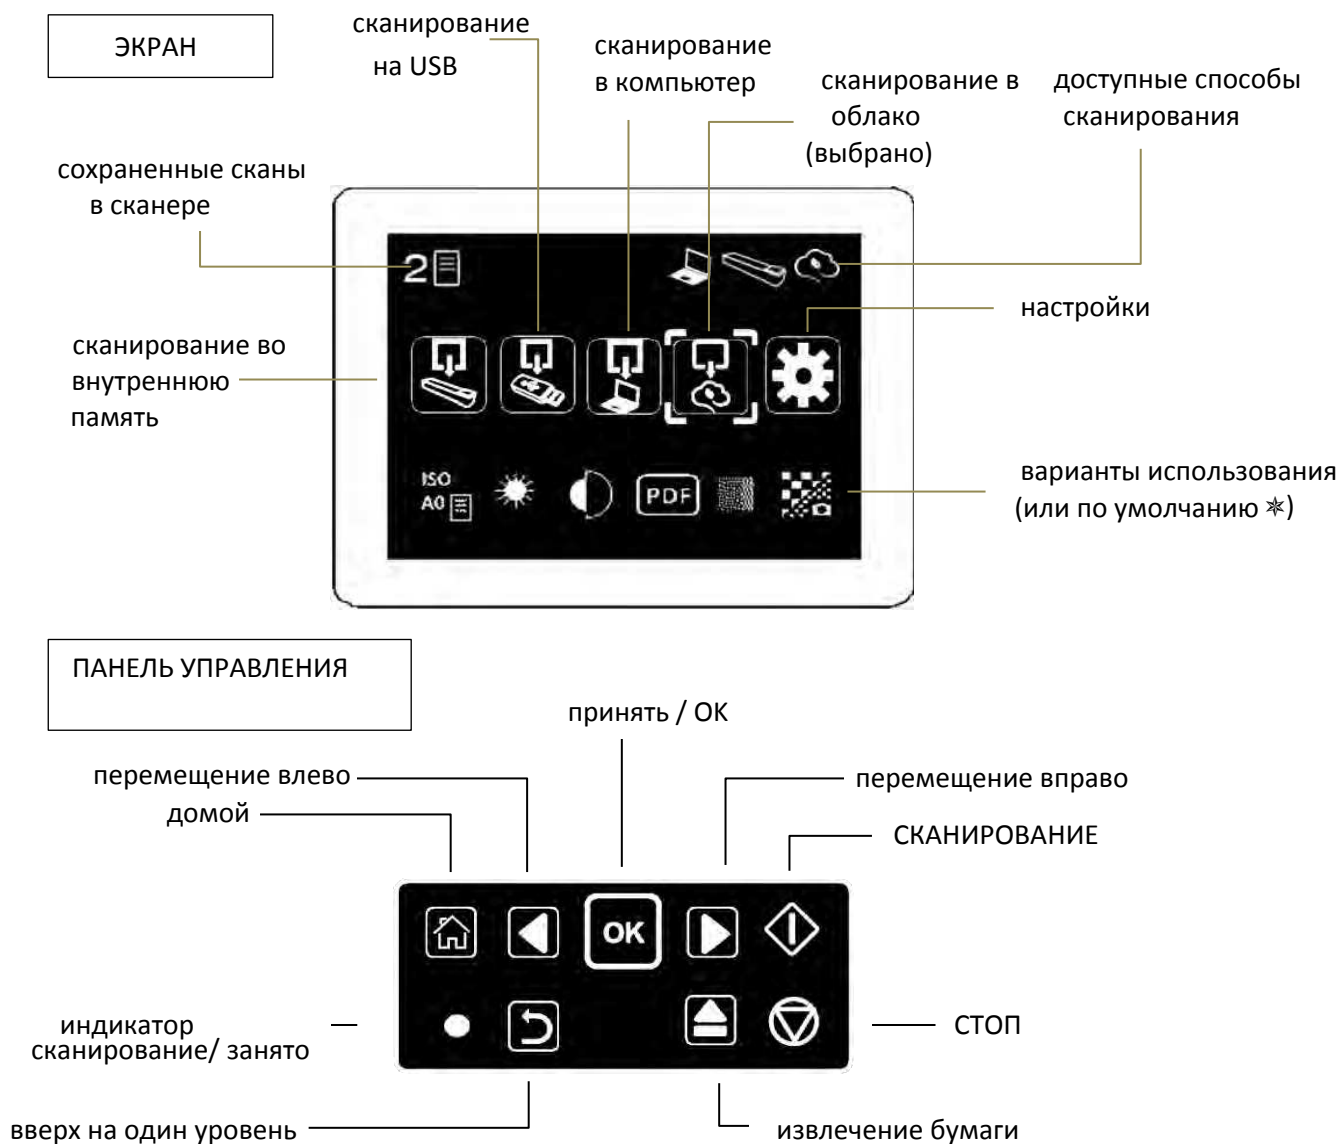 ЭКРАН
сканирование
на USB
сканирование
в компьютер
сканирование в
облако
(выбрано)
доступные способы
сканирования
сохраненные сканы
в сканере
2
настройки
сканирование во
внутреннюю
память
ISO
A0
PDF
варианты использования
(или по умолчанию ✵)
ПАНЕЛЬ УПРАВЛЕНИЯ
принять / OK
перемещение влево
перемещение вправо
домой
СКАНИРОВАНИЕ
OK
индикатор
сканирование/ занято
СТОП
вверх на один уровень
извлечение бумаги